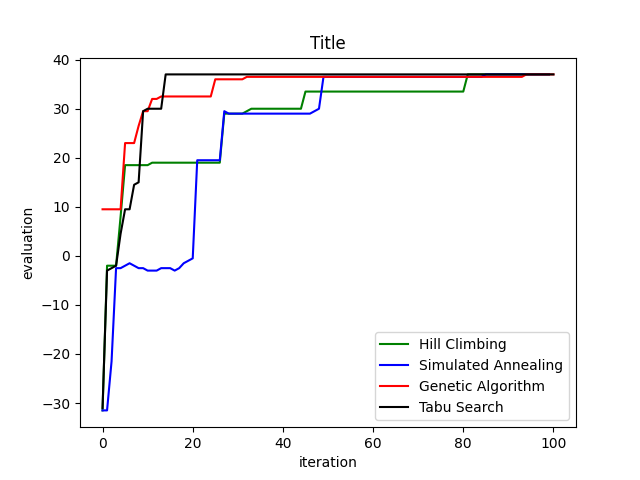 Title
40
30
20
10
0
−10
−20
−30
evaluation
0
20
40
60
80
100
iteration
Hill Climbing
Simulated Annealing
Genetic Algorithm
Tabu Search